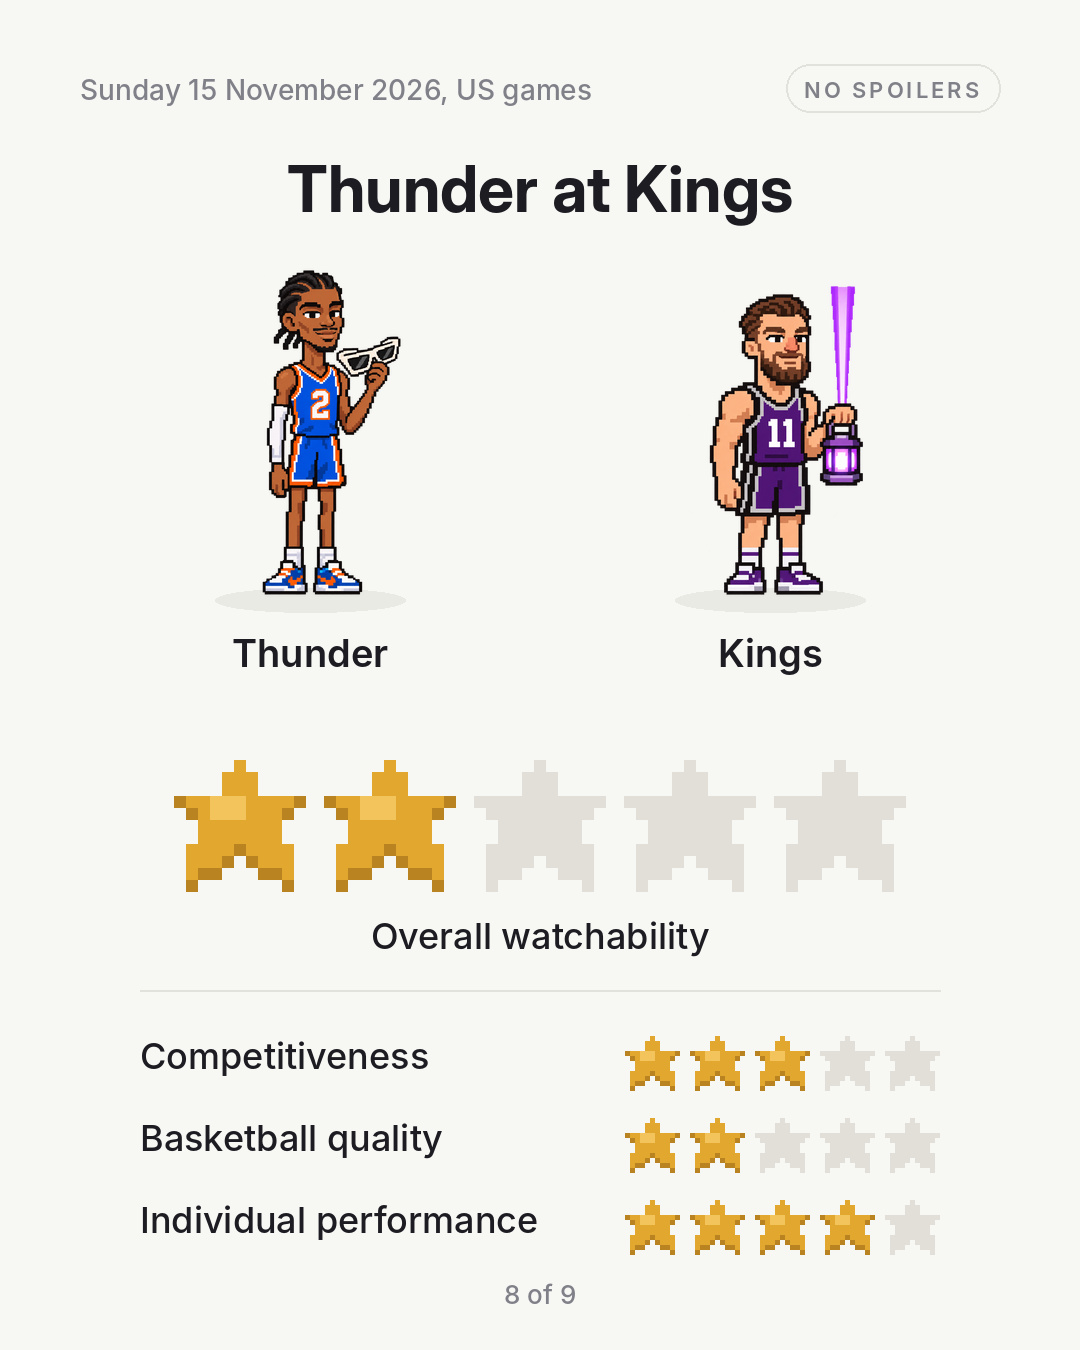 Sunday 15 November 2026, US games
NO SPOILERS
Thunder at Kings
2
11
Thunder
Kings
Overall watchability
Competitiveness
Basketball quality
Individual performance
8 of 9